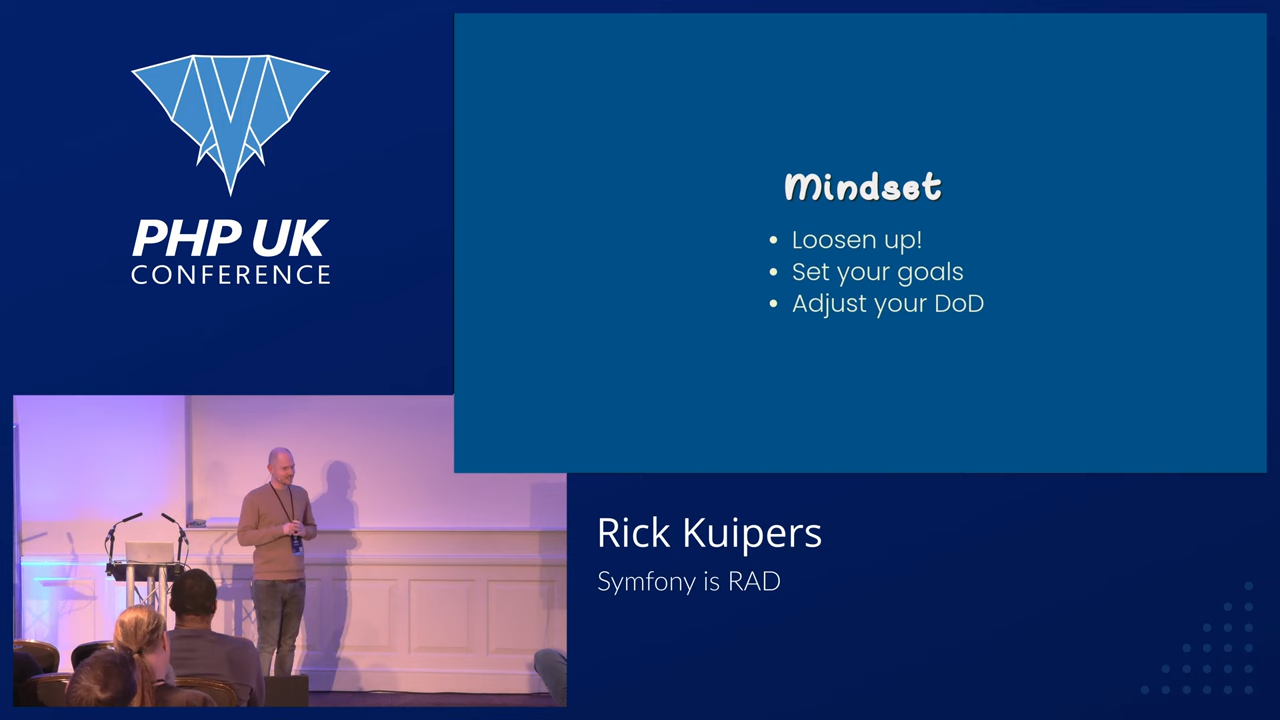 PHP UK
CONFERENCE
Mindset
Loosen up!
Set your goals
Adjust your DoD
Rick Kuipers
Symfony is RAD